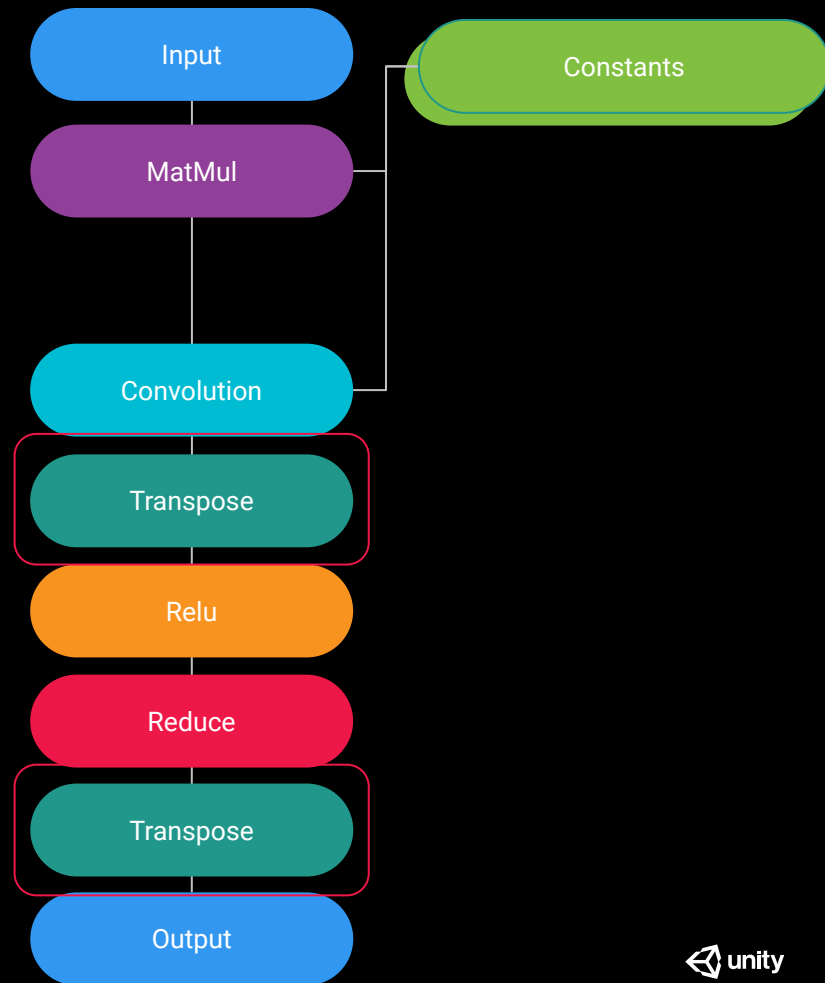 Input
Constants
MatMul
Convolution
Transpose
Relu
Reduce
Transpose
Output
unity